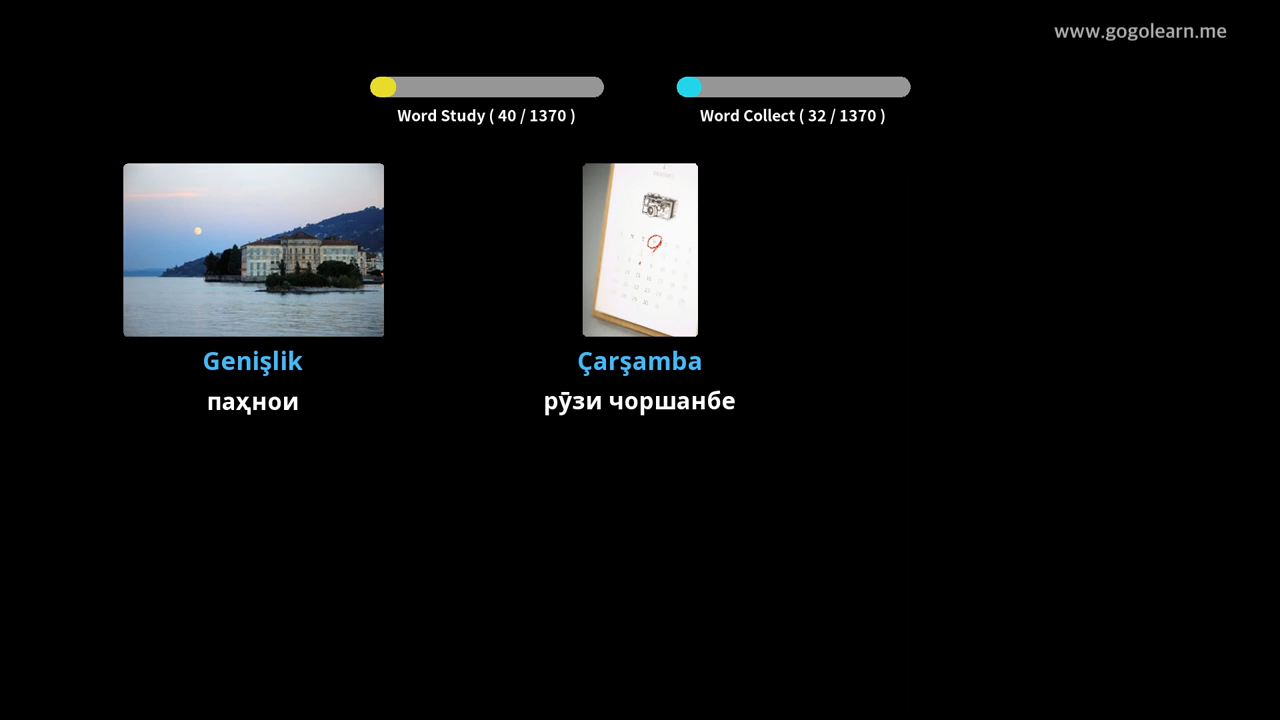 www.gogolearn.me
Word Study ( 40 / 1370 )
Word Collect ( 32 / 1370 )
Genişlik
паҳнои
Çarşamba
рӯзи чоршанбе